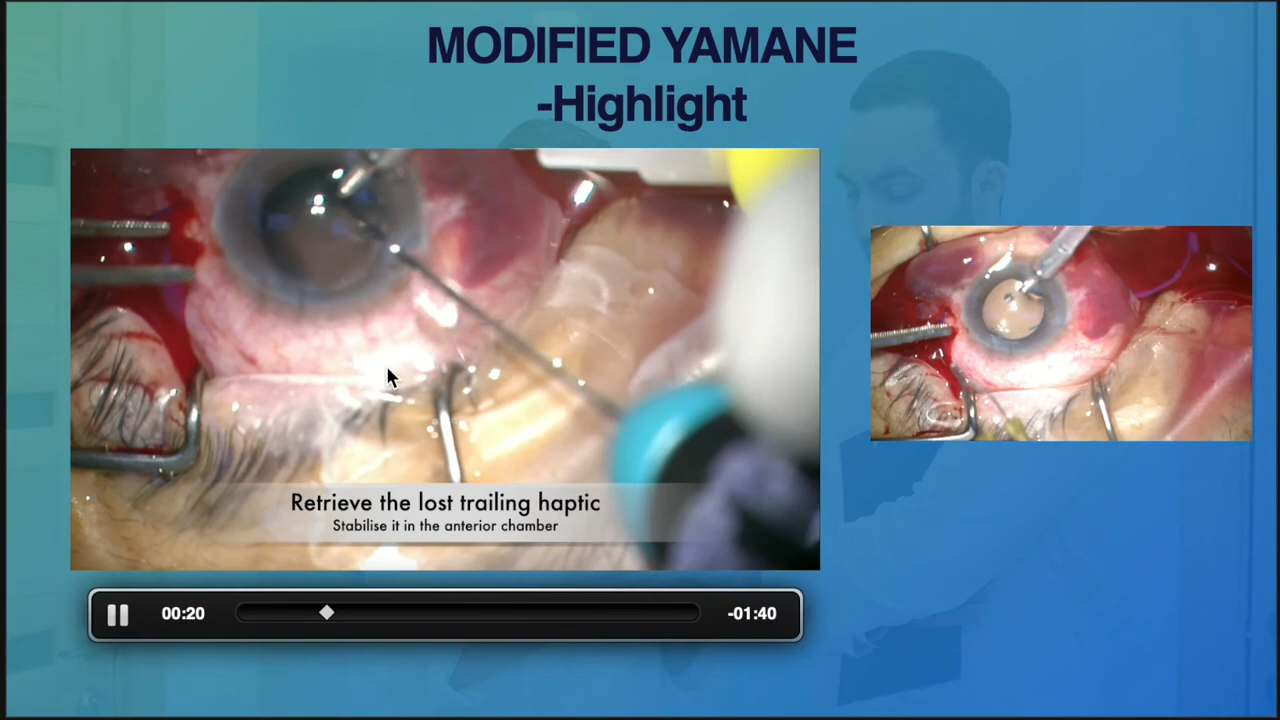 MODIFIED YAMANE
-Highlight
Retrieve the lost trailing haptic
Stabilise it in the anterior chamber
00:20
-01:40